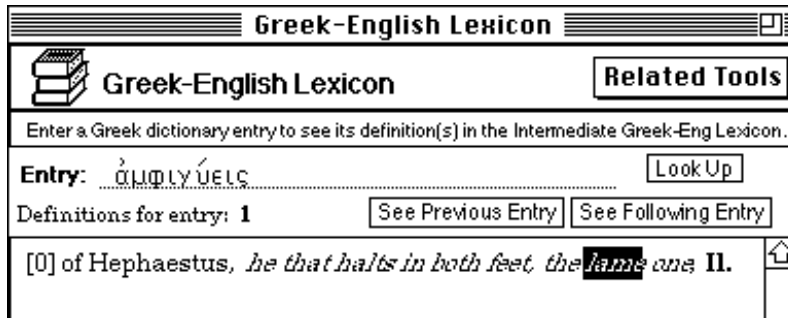 Greek-English Lexicon
Greek-English Lexicon
Related Tools
Enter a Greek dictionary entry to see its definition(s) in the Intermediate Greek-Eng Lexicon.
Entry: ἀμφιγύεις
Look Up
Definitions for entry: 1
See Previous Entry
See Following Entry
[0] of Hephaestus, he that halts in both feet, the lame one, Il.